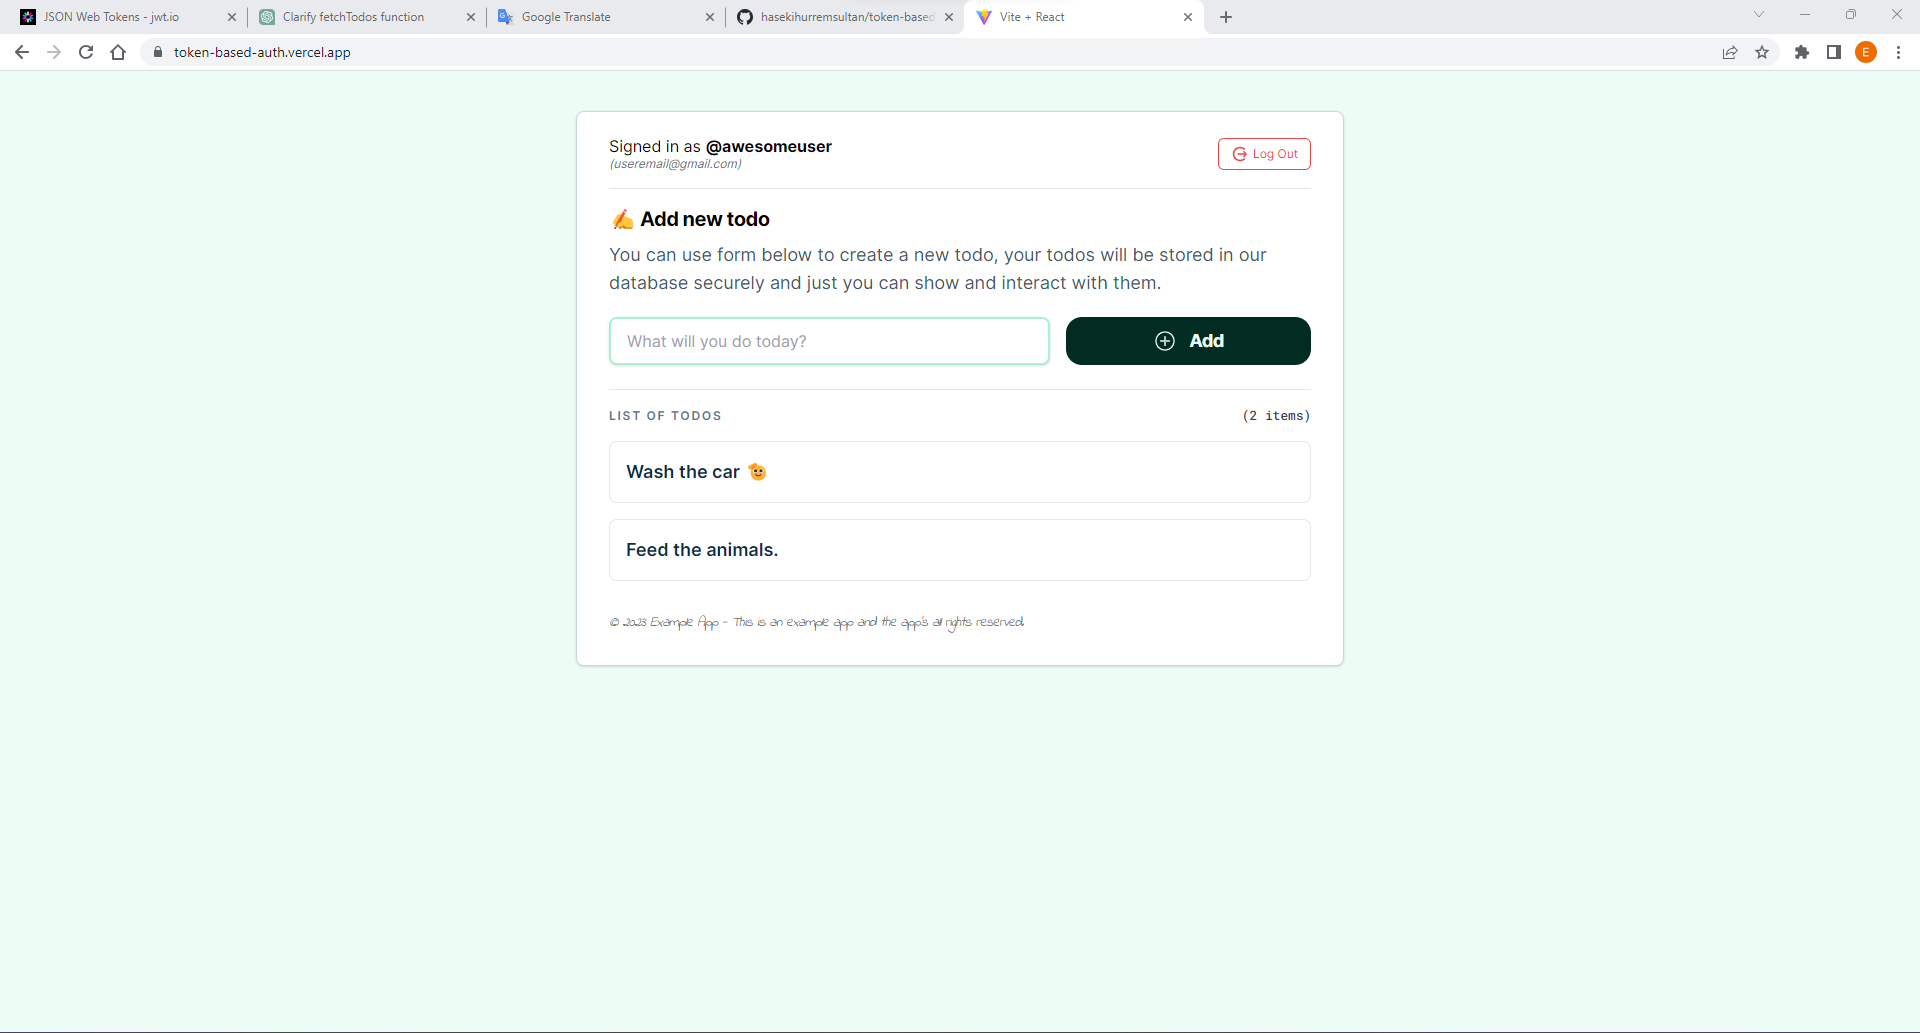 JSON Web Tokens - jwt.io
Clarify fetchTodos function
Google Translate
hasekihurremsultan/token-based
Vite + React
token-based-auth.vercel.app
E
Signed in as @awesomeuser
(useremail@gmail.com)
Log Out
✍️ Add new todo
You can use form below to create a new todo, your todos will be stored in our
database securely and just you can show and interact with them.
What will you do today?
Add
LIST OF TODOS
(2 items)
Wash the car 🫡
Feed the animals.
© 2023 Example App - This is an example app and the app's all rights reserved.